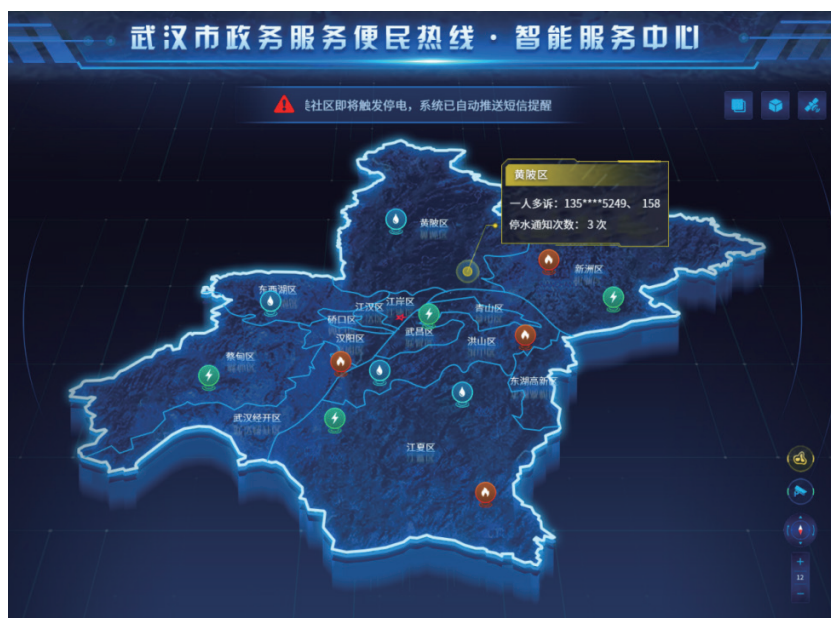 武汉市政务服务便民热线·智能服务中心
社区即将触发停电，系统已自动推送短信提醒
黄陂区
一人多诉：135****5249、 158
停水通知次数：3 次
黄陂区
新洲区
东西湖区
江汉区
江岸区
青山区
硚口区
武昌区
汉阳区
洪山区
蔡甸区
东湖高新区
武汉经开区
江夏区
12